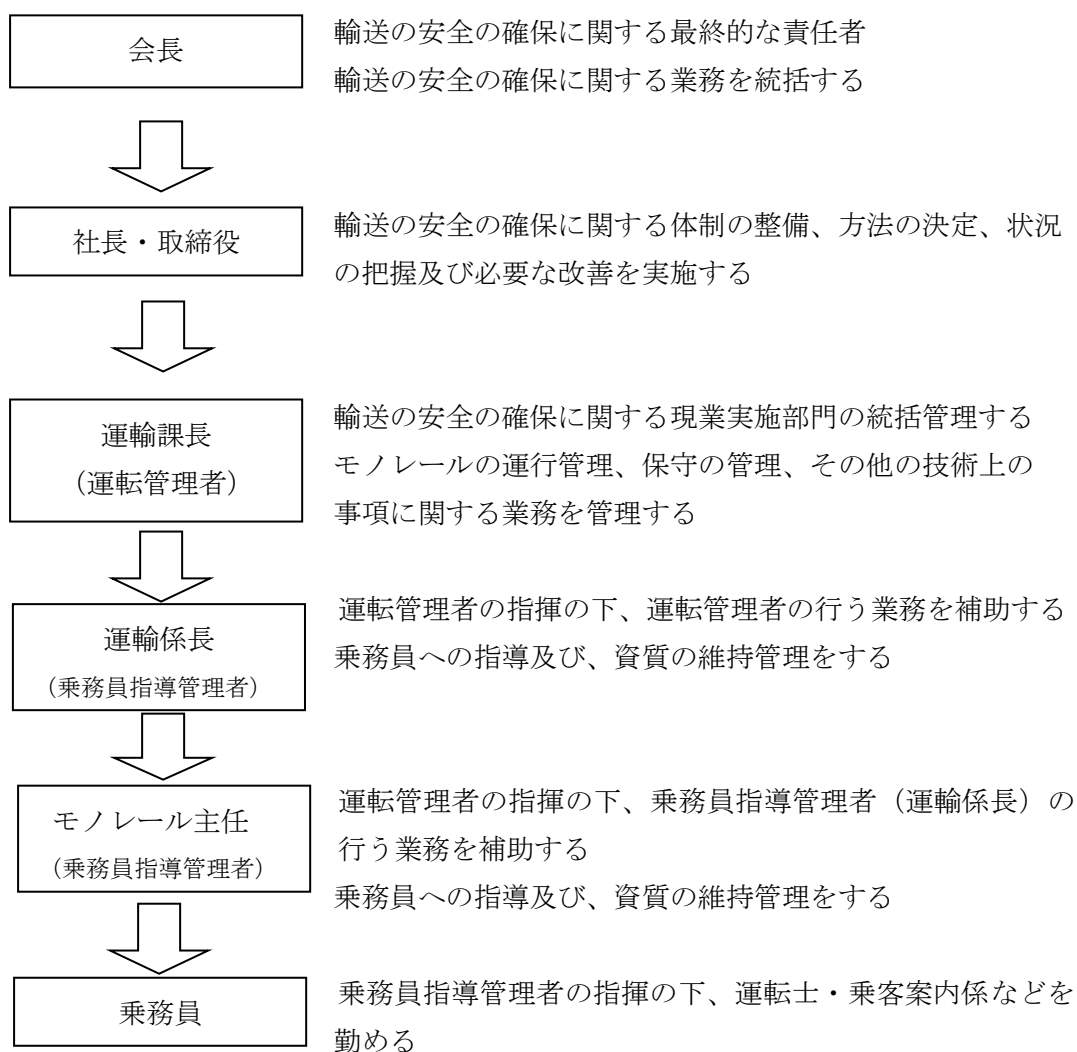 会長
輸送の安全の確保に関する最終的な責任者
輸送の安全の確保に関する業務を統括する
社長・取締役
輸送の安全の確保に関する体制の整備、方法の決定、状況
の把握及び必要な改善を実施する
運輸課長
（運転管理者）
輸送の安全の確保に関する現業実施部門の統括管理する
モノレールの運行管理、保守の管理、その他の技術上の
事項に関する業務を管理する
運輸係長
（乗務員指導管理者）
運転管理者の指揮の下、運転管理者の行う業務を補助する
乗務員への指導及び、資質の維持管理をする
モノレール主任
（乗務員指導管理者）
運転管理者の指揮の下、乗務員指導管理者（運輸係長）の
行う業務を補助する
乗務員への指導及び、資質の維持管理をする
乗務員
乗務員指導管理者の指揮の下、運転士・乗客案内係などを
勤める